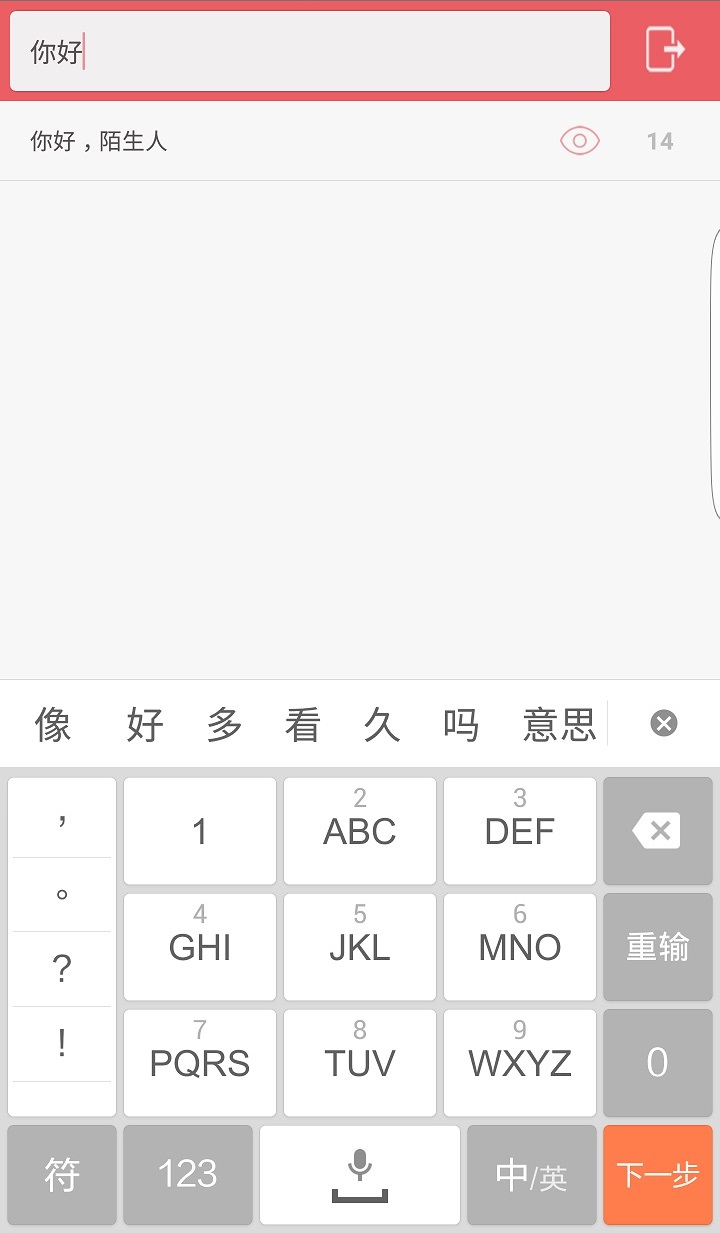 你好
你好，陌生人 14
像 好 多 看 久 吗 意思
， 1 2 ABC 3 DEF
。 4 GHI 5 JKL 6 MNO 重输
？
！ 7 PQRS 8 TUV 9 WXYZ 0
符 123 中/英 下一步